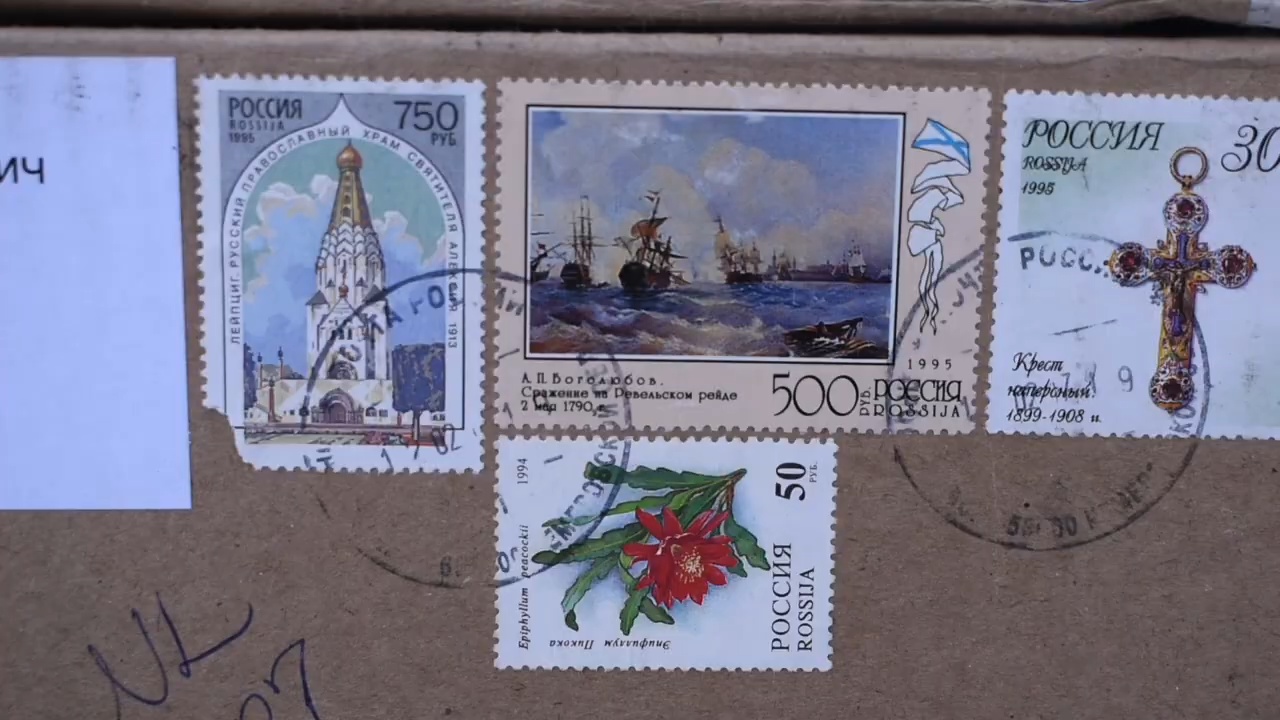 ич
РОССИЯ 750
ROSSIJA РУБ.
1995
ЛЕЙПЦИГ. РУССКИЙ ПРАВОСЛАВНЫЙ ХРАМ СВЯТИТЕЛЯ АЛЕКСИЯ 1913
А. П. Боголюбов.
Сражение на Ревельском рейде
2 мая 1790 г.
1995
500 РУБ. РОССИЯ
ROSSIJA
РОССИЯ 30
ROSSIJA
1995
Крест
наперсный.
1899-1908 гг.
1994
Epiphyllum peacockii
Эпифиллум Пикока
50 РУБ.
РОССИЯ
ROSSIJA
07